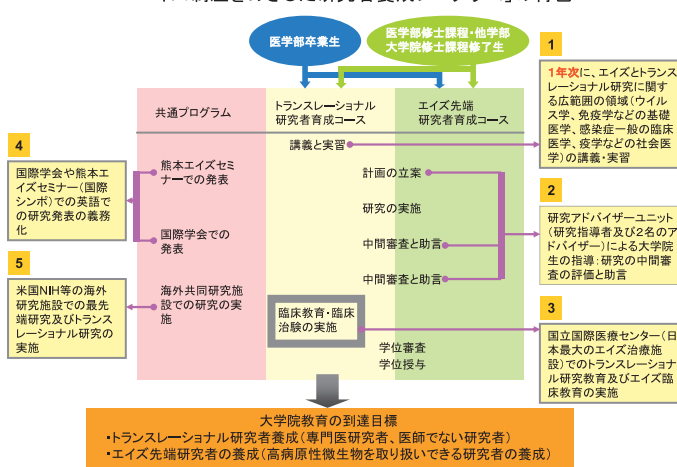 医学部卒業生
医学部修士課程・他学部
大学院修士課程修了生
共通プログラム
トランスレーショナル
研究者育成コース
エイズ先端
研究者育成コース
講義と実習
熊本エイズセミ
ナーでの発表
計画の立案
研究の実施
国際学会での
発表
中間審査と助言
中間審査と助言
海外共同研究施
設での研究の実
施
臨床教育・臨床
治験の実施
学位審査
学位授与
1
1年次に、エイズとトランス
レーショナル研究に関す
る広範囲の領域(ウイル
ス学、免疫学などの基礎
医学、感染症一般の臨床
医学、疫学などの社会医
学)の講義・実習
2
研究アドバイザーユニット
(研究指導者及び2名のア
ドバイザー)による大学院
生の指導:研究の中間審
査の評価と助言
3
国立国際医療センター(日
本最大のエイズ治療施
設)でのトランスレーショナ
ル研究教育及びエイズ臨
床教育の実施
4
国際学会や熊本
エイズセミナー(国際
シンポ)での英語で
の研究発表の義務
化
5
米国NIH等の海外
研究施設での最先
端研究及びトランス
レーショナル研究の
実施
大学院教育の到達目標
・トランスレーショナル研究者養成(専門医研究者、医師でない研究者)
・エイズ先端研究者の養成(高病原性微生物を取り扱いできる研究者の養成)